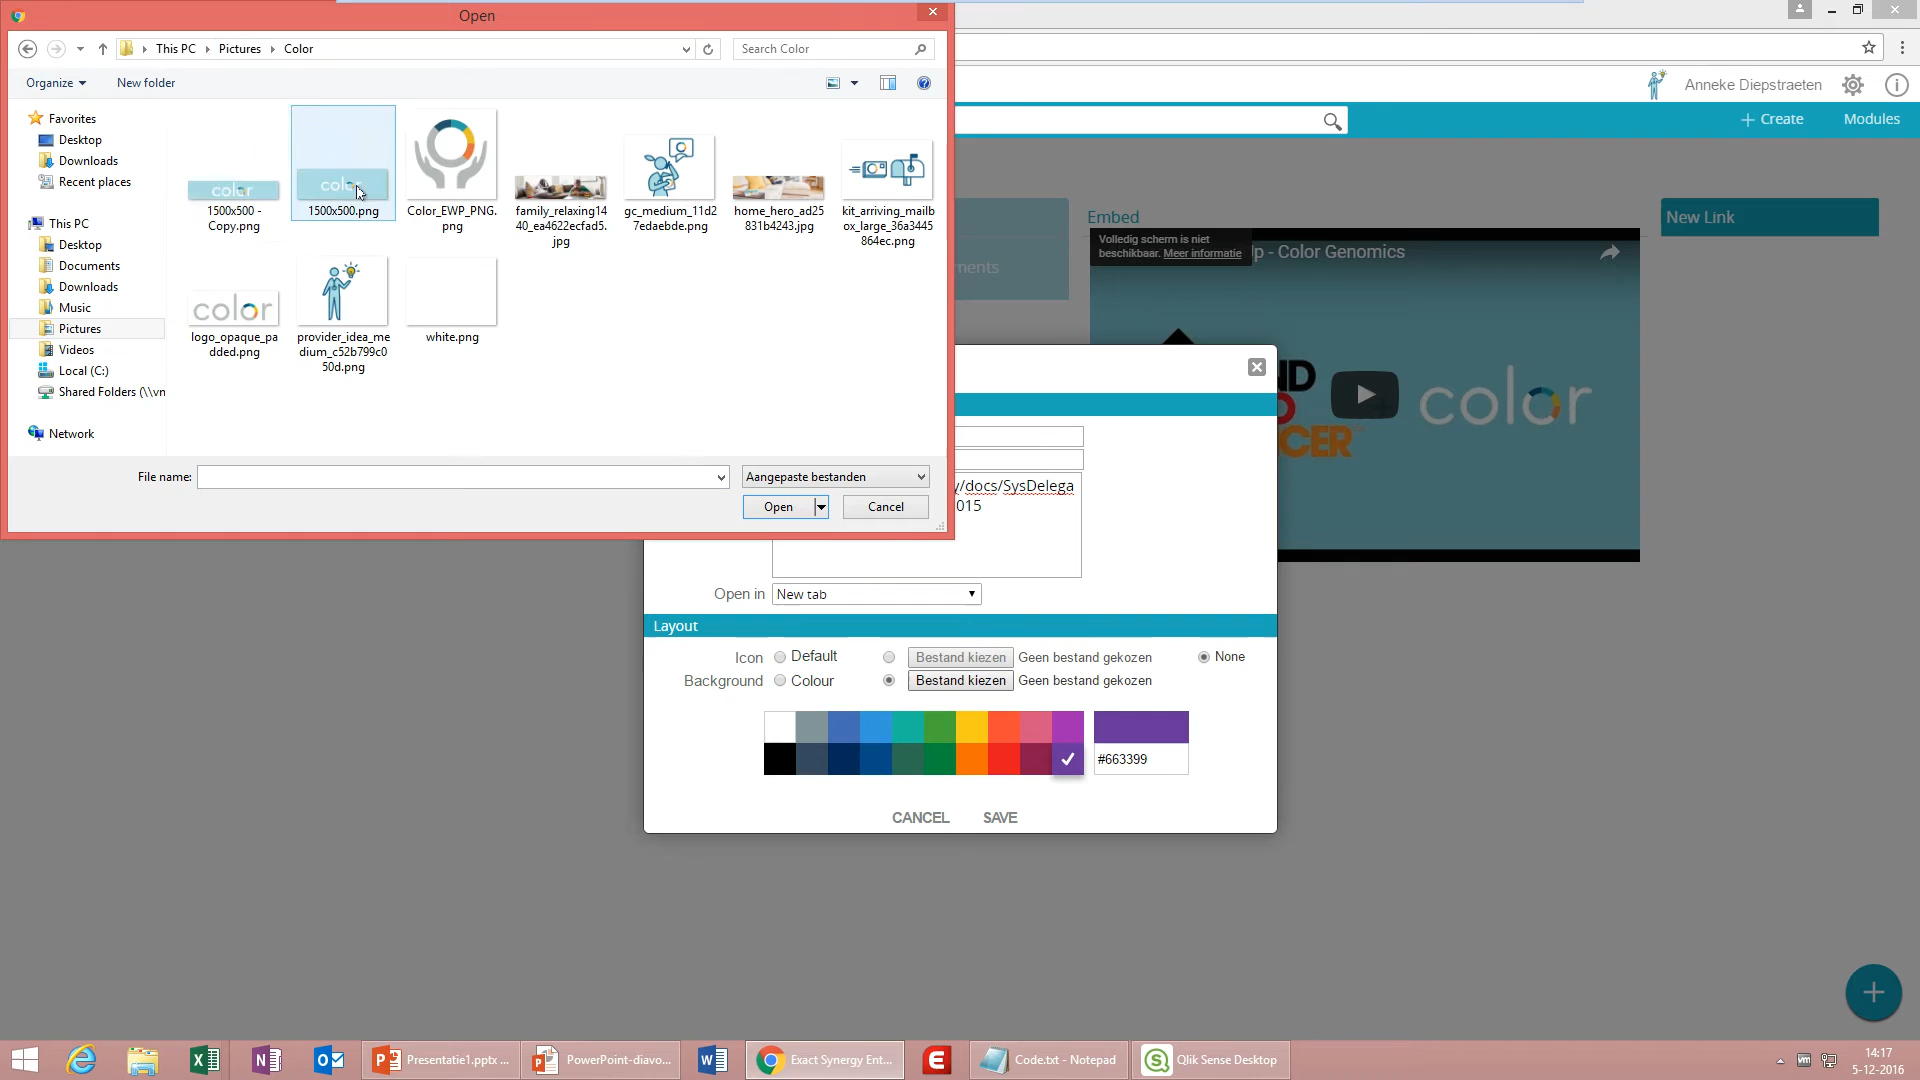 Open
This PC
Pictures
Color
Search Color
Organize
New folder
Favorites
Desktop
Downloads
Recent places
This PC
Desktop
Documents
Downloads
Music
Pictures
Videos
Local (C:)
Shared Folders (\\vn
Network
color
1500x500 -
Copy.png
color
1500x500.png
Color_EWP_PNG.
png
family_relaxing14
40_ea4622ecfad5.
jpg
gc_medium_11d2
7edaebde.png
home_hero_ad25
831b4243.jpg
kit_arriving_mailb
ox_large_36a3445
864ec.png
color
logo_opaque_pa
dded.png
provider_idea_me
dium_c52b799c0
50d.png
white.png
File name:
Aangepaste bestanden
Open
Cancel
Anneke Diepstraeten
Create
Modules
Embed
New Link
Volledig scherm is niet
beschikbaar. Meer informatie
p - Color Genomics
ments
ND
CER
color
y/docs/SysDelega
015
Open in
New tab
Layout
Icon
Default
Bestand kiezen
Geen bestand gekozen
None
Background
Colour
Bestand kiezen
Geen bestand gekozen
#663399
CANCEL
SAVE
Presentatie1.pptx ...
PowerPoint-diavo...
Exact Synergy Ent...
Code.txt - Notepad
Qlik Sense Desktop
14:17
5-12-2016